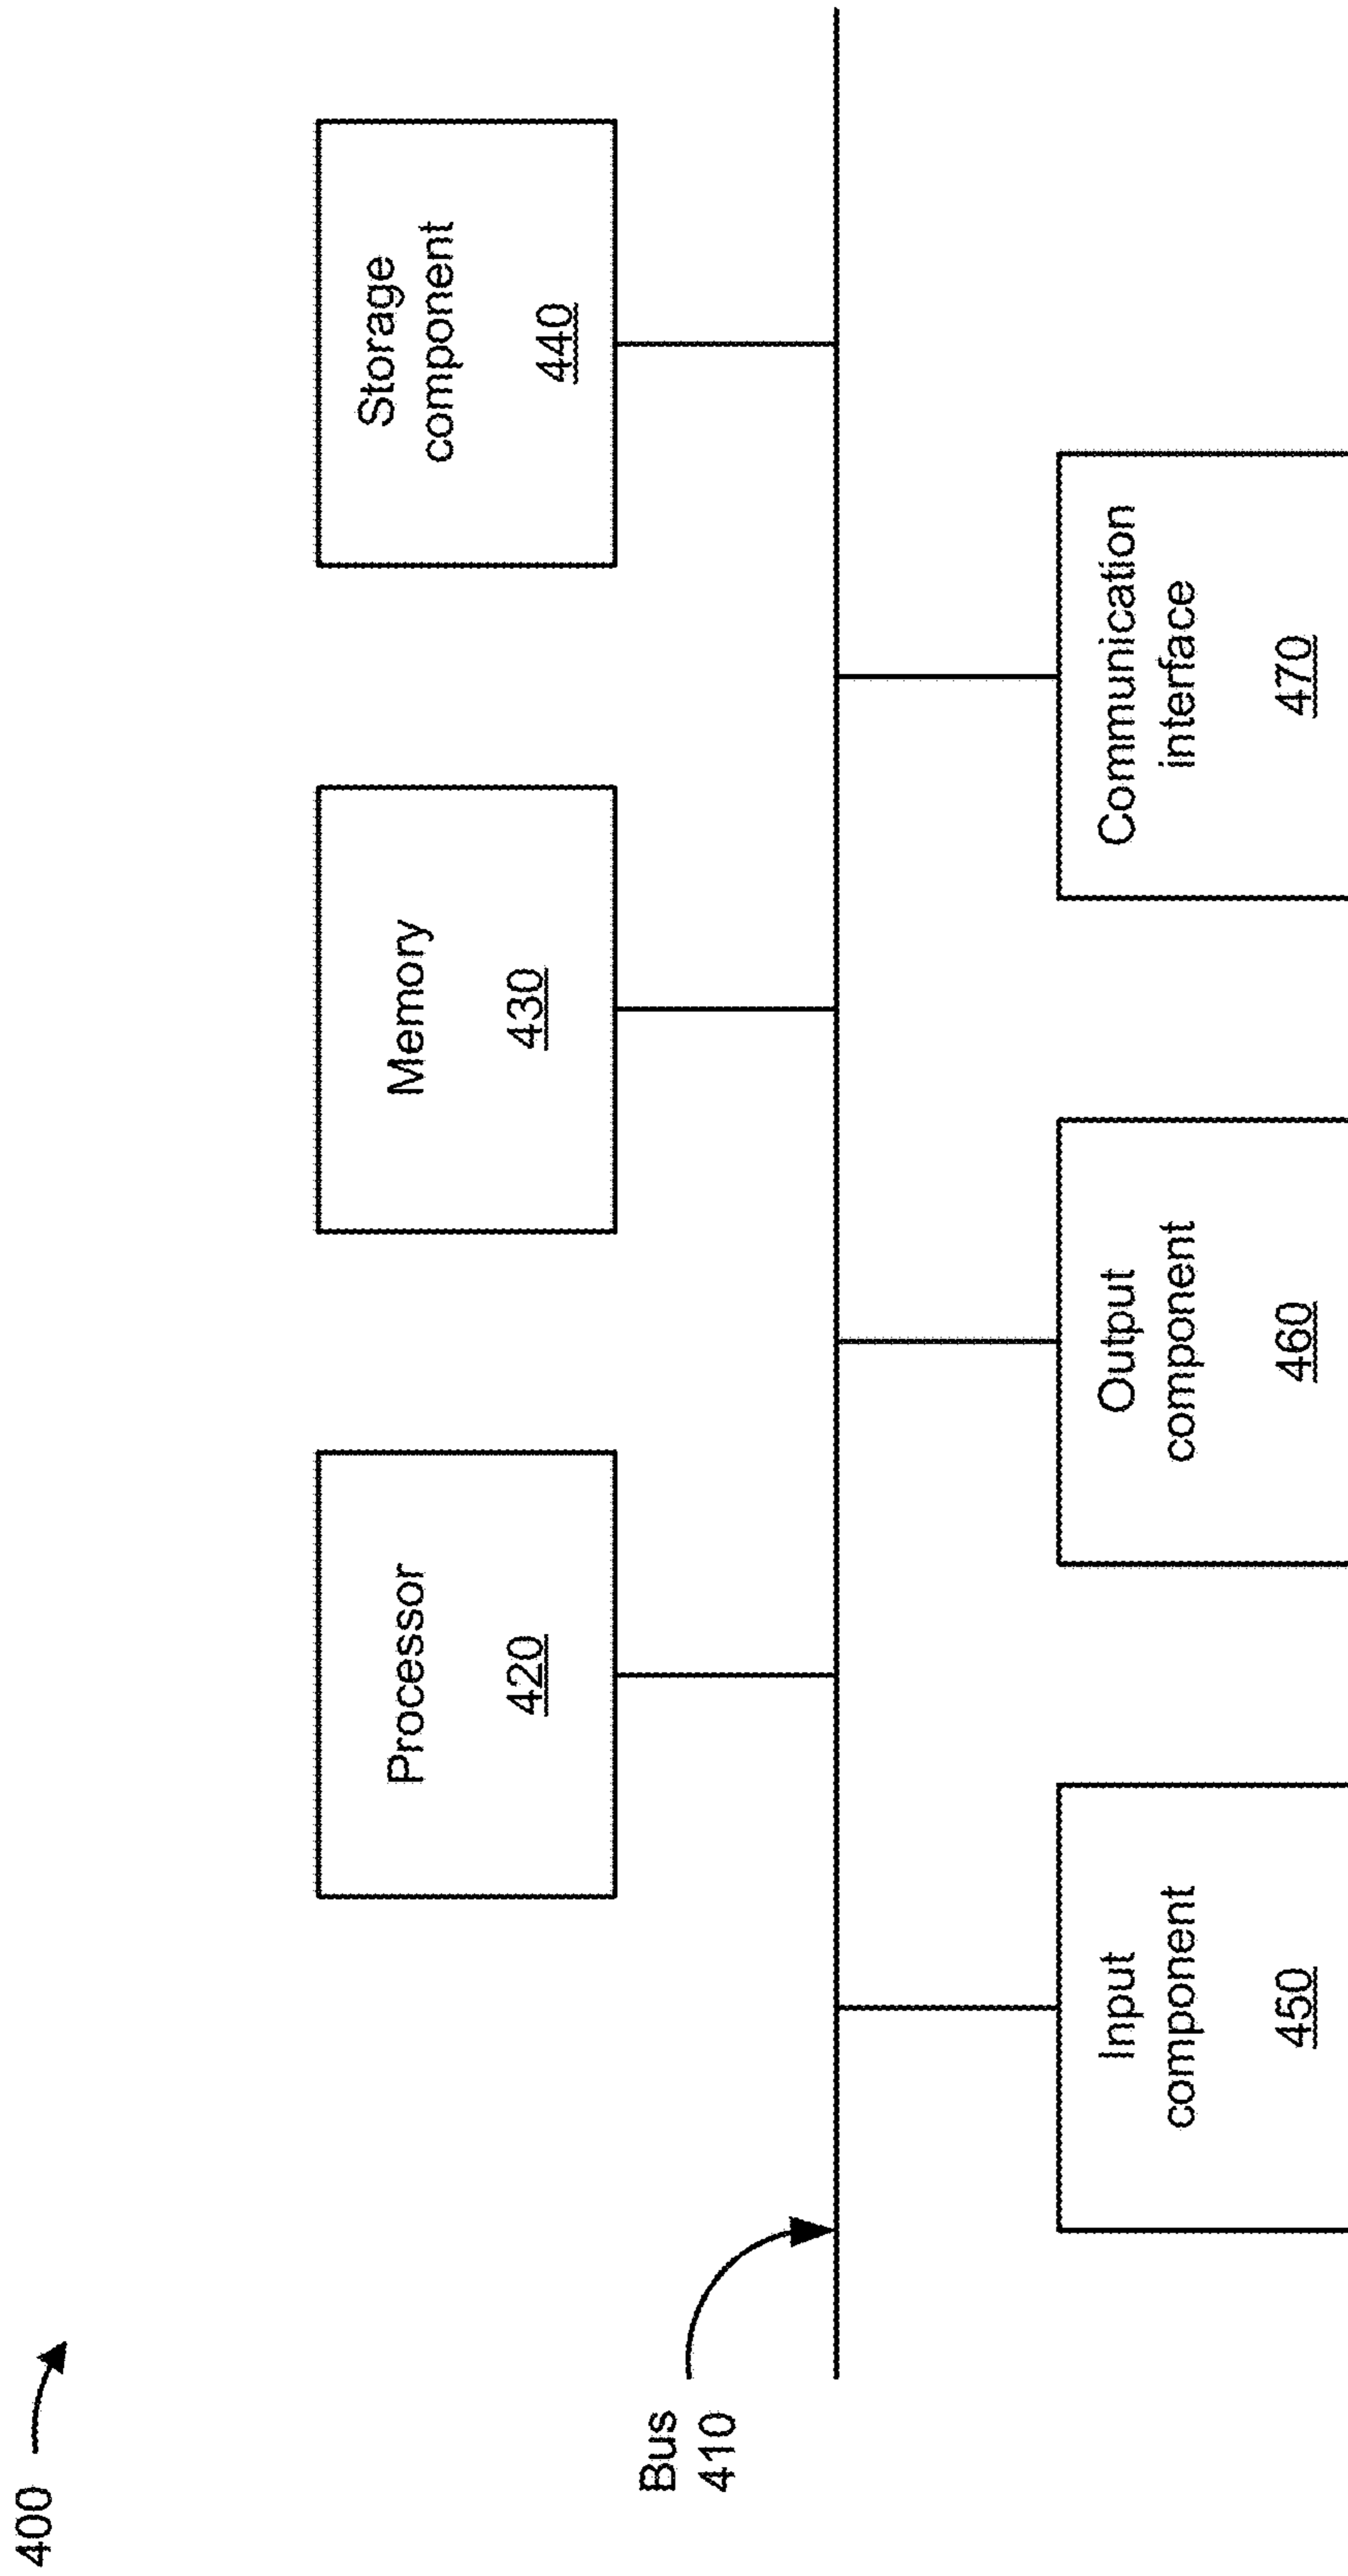 400
Processor
420
Memory
430
Storage
component
440
Bus
410
Input
component
450
Output
component
460
Communication
interface
470